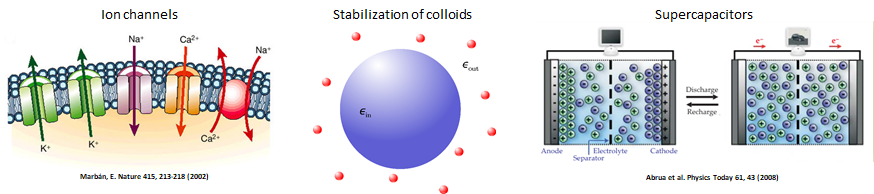 Ion channels
Na⁺
Ca²⁺
Na⁺
K⁺
K⁺
Ca²⁺
Marbán, E. Nature 415, 213-218 (2002)
Stabilization of colloids
ϵout
ϵin
Supercapacitors
e⁻
e⁻
Discharge
Recharge
Anode
Electrolyte
Cathode
Separator
Abrua et al. Physics Today 61, 43 (2008)